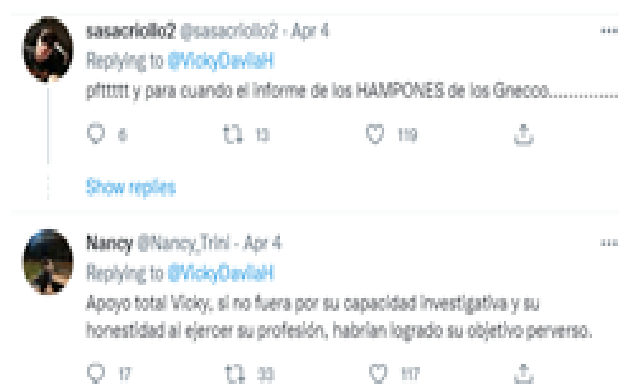 sasacriollo2 @sasacriollo2 · Apr 4
Replying to @VickyDavilaH
pfttttt y para cuando el informe de los HAMPONES de los Gnecco..............
6 13 119
Show replies
Nancy @Nancy_Trini · Apr 4
Replying to @VickyDavilaH
Apoyo total Vicky, si no fuera por su capacidad investigativa y su
honestidad al ejercer su profesión, habrían logrado su objetivo perverso.
17 33 117